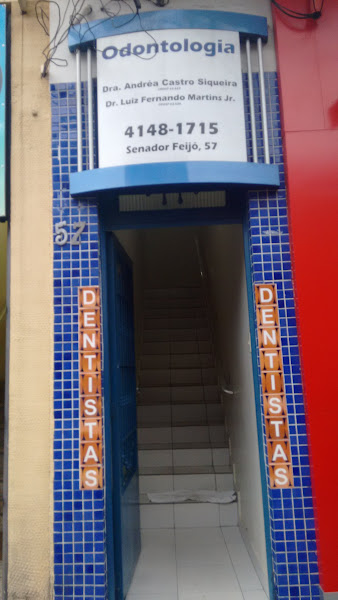 Odontologia
Dra. Andréa Castro Siqueira
Dr. Luiz Fernando Martins Jr.
4148-1715
Senador Feijó, 57
57
DENTISTAS
DENTISTAS